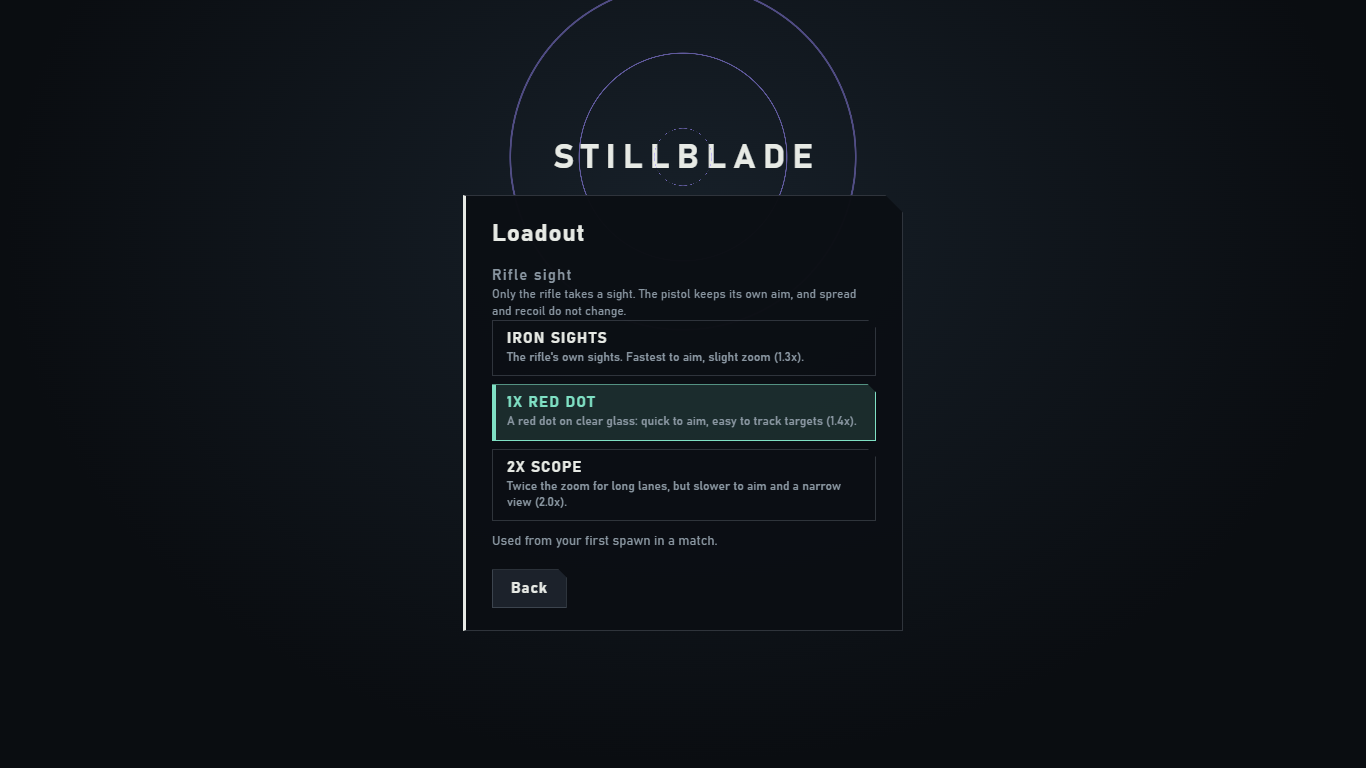 STILLBLADE
Loadout
Rifle sight
Only the rifle takes a sight. The pistol keeps its own aim, and spread
and recoil do not change.
IRON SIGHTS
The rifle's own sights. Fastest to aim, slight zoom (1.3x).
1X RED DOT
A red dot on clear glass: quick to aim, easy to track targets (1.4x).
2X SCOPE
Twice the zoom for long lanes, but slower to aim and a narrow
view (2.0x).
Used from your first spawn in a match.
Back